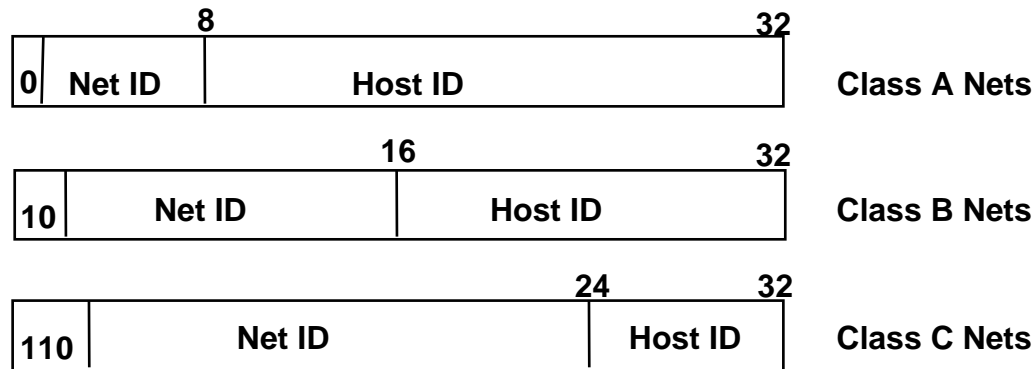 8 32
0 Net ID Host ID Class A Nets
16 32
10 Net ID Host ID Class B Nets
24 32
110 Net ID Host ID Class C Nets